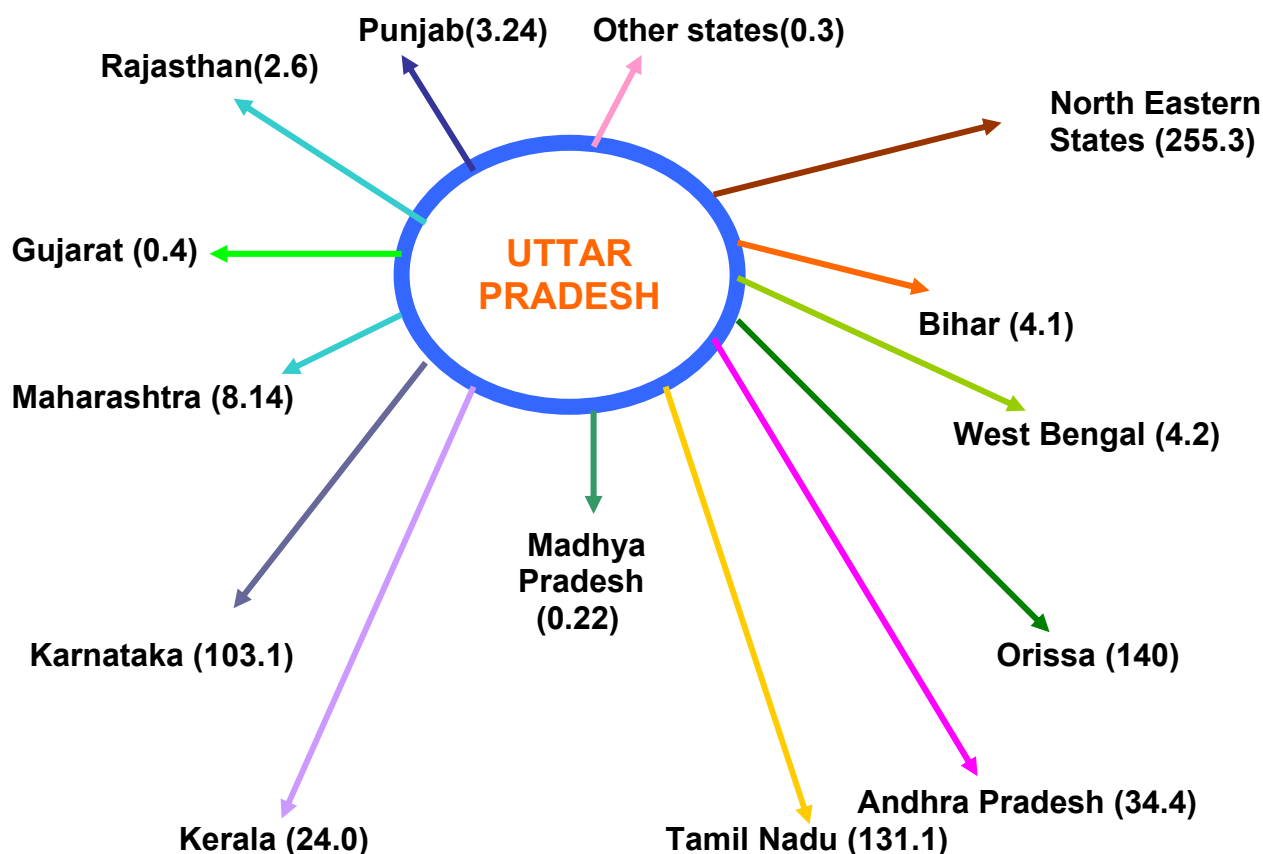 Punjab(3.24)
Other states(0.3)
Rajasthan(2.6)
North Eastern
States (255.3)
Gujarat (0.4)
UTTAR
PRADESH
Bihar (4.1)
Maharashtra (8.14)
West Bengal (4.2)
Madhya
Pradesh
(0.22)
Karnataka (103.1)
Orissa (140)
Andhra Pradesh (34.4)
Kerala (24.0)
Tamil Nadu (131.1)